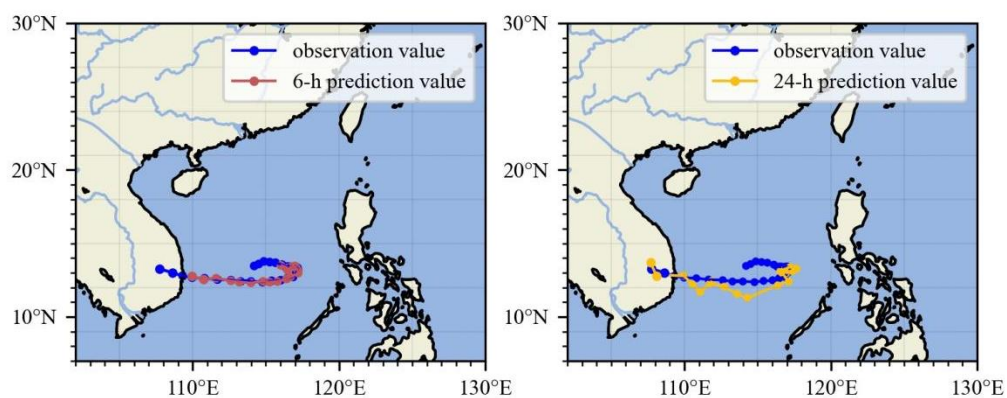 30°N
observation value
6-h prediction value
20°N
10°N
110°E 120°E 130°E
30°N
observation value
24-h prediction value
20°N
10°N
110°E 120°E 130°E